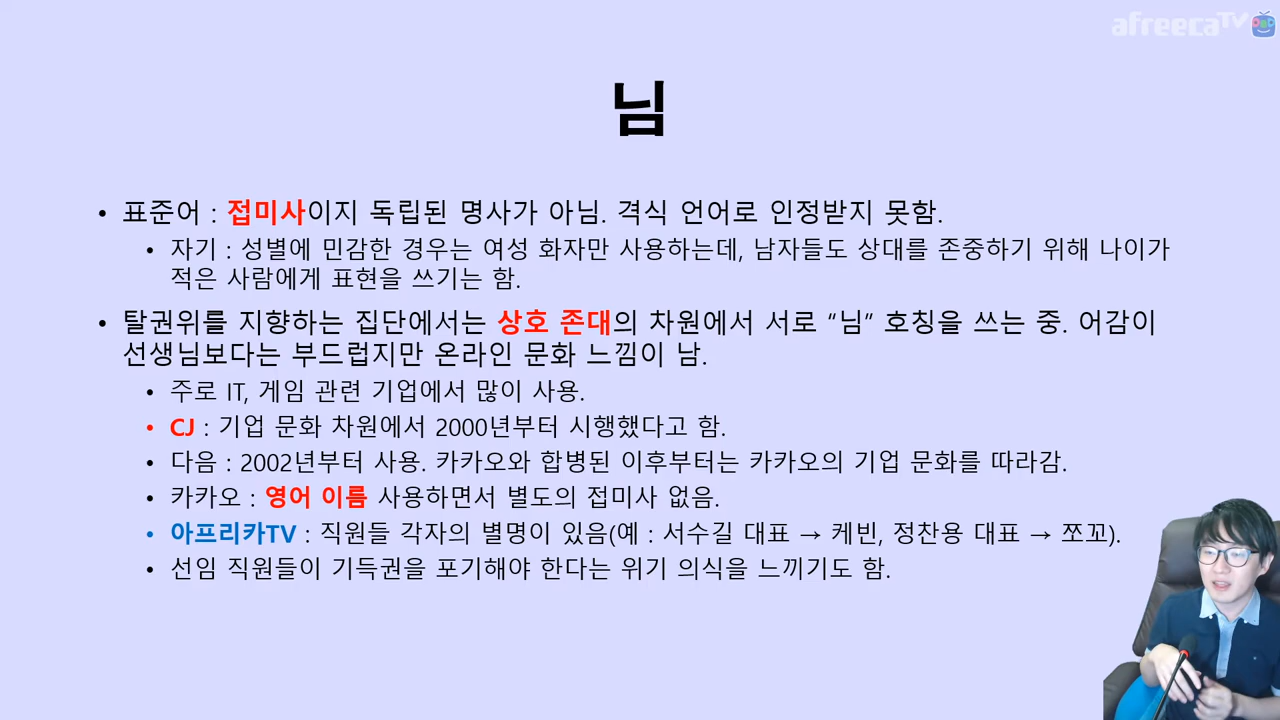 afreecaTV
님
• 표준어 : 접미사이지 독립된 명사가 아님. 격식 언어로 인정받지 못함.
• 자기 : 성별에 민감한 경우는 여성 화자만 사용하는데, 남자들도 상대를 존중하기 위해 나이가
적은 사람에게 표현을 쓰기는 함.
• 탈권위를 지향하는 집단에서는 상호 존대의 차원에서 서로 “님” 호칭을 쓰는 중. 어감이
선생님보다는 부드럽지만 온라인 문화 느낌이 남.
• 주로 IT, 게임 관련 기업에서 많이 사용.
• CJ : 기업 문화 차원에서 2000년부터 시행했다고 함.
• 다음 : 2002년부터 사용. 카카오와 합병된 이후부터는 카카오의 기업 문화를 따라감.
• 카카오 : 영어 이름 사용하면서 별도의 접미사 없음.
• 아프리카TV : 직원들 각자의 별명이 있음(예 : 서수길 대표 → 케빈, 정찬용 대표 → 쪼꼬).
• 선임 직원들이 기득권을 포기해야 한다는 위기 의식을 느끼기도 함.